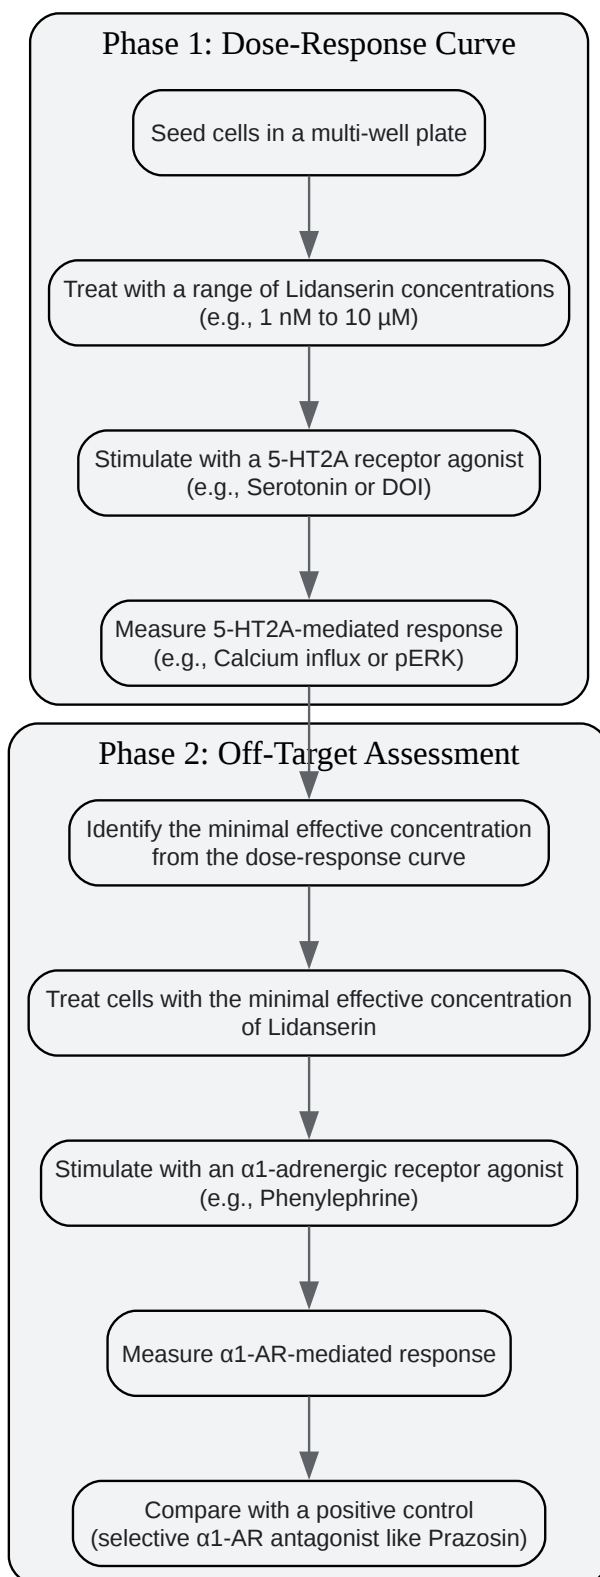 Phase 1: Dose-Response Curve
Seed cells in a multi-well plate
Treat with a range of Lidanserin concentrations
(e.g., 1 nM to 10 µM)
Stimulate with a 5-HT2A receptor agonist
(e.g., Serotonin or DOI)
Measure 5-HT2A-mediated response
(e.g., Calcium influx or pERK)
Phase 2: Off-Target Assessment
Identify the minimal effective concentration
from the dose-response curve
Treat cells with the minimal effective concentration
of Lidanserin
Stimulate with an α1-adrenergic receptor agonist
(e.g., Phenylephrine)
Measure α1-AR-mediated response
Compare with a positive control
(selective α1-AR antagonist like Prazosin)